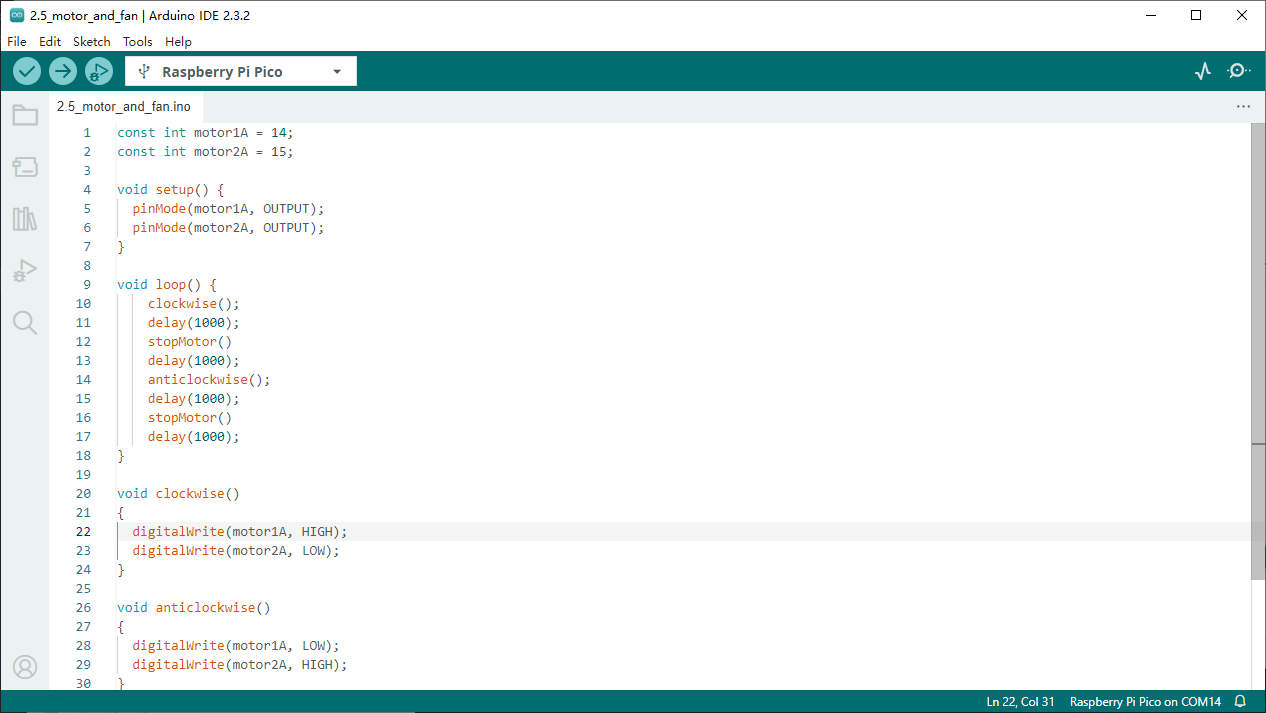 2.5_motor_and_fan | Arduino IDE 2.3.2
File Edit Sketch Tools Help
Raspberry Pi Pico
2.5_motor_and_fan.ino
1 const int motor1A = 14;
2 const int motor2A = 15;
3
4 void setup() {
5 pinMode(motor1A, OUTPUT);
6 pinMode(motor2A, OUTPUT);
7 }
8
9 void loop() {
10 clockwise();
11 delay(1000);
12 stopMotor()
13 delay(1000);
14 anticlockwise();
15 delay(1000);
16 stopMotor()
17 delay(1000);
18 }
19
20 void clockwise()
21 {
22 digitalWrite(motor1A, HIGH);
23 digitalWrite(motor2A, LOW);
24 }
25
26 void anticlockwise()
27 {
28 digitalWrite(motor1A, LOW);
29 digitalWrite(motor2A, HIGH);
30 }
Ln 22, Col 31 Raspberry Pi Pico on COM14